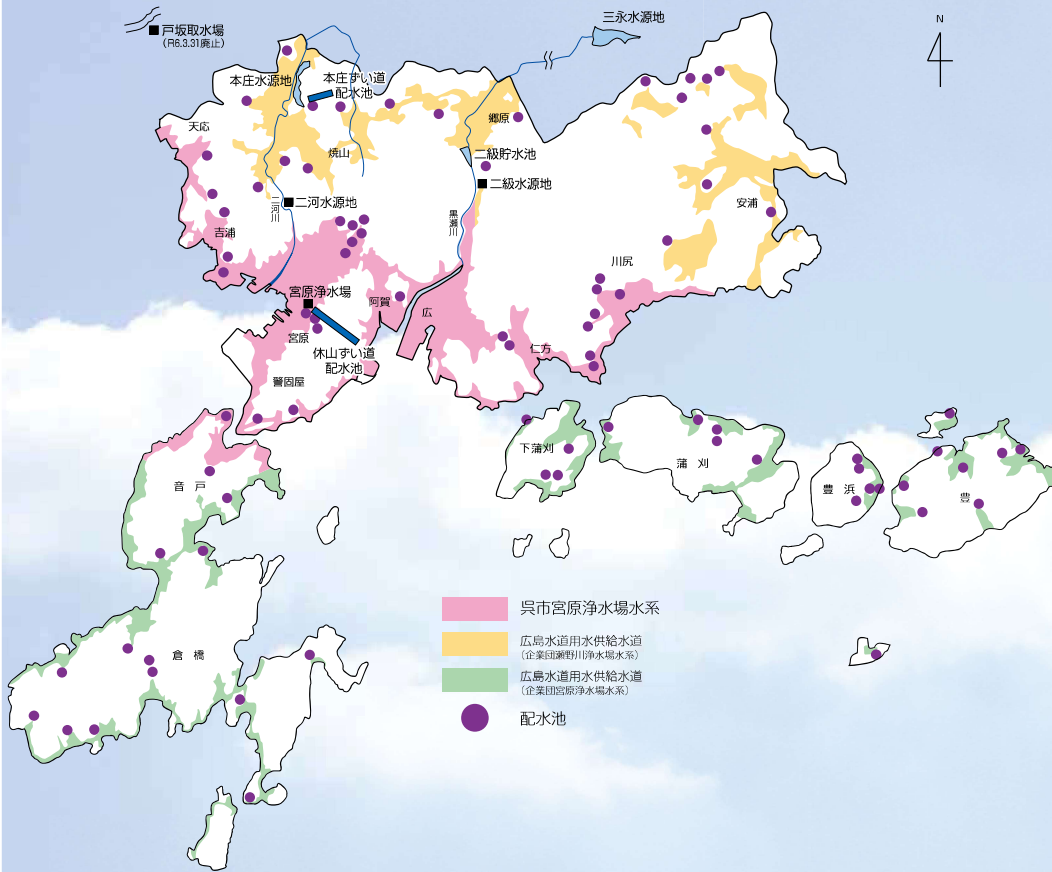 戸坂取水場
(R6.3.31廃止)
三永水源地
N
本庄水源地
本庄ずい道
配水池
天応
郷原
焼山
二級貯水池
二級水源地
二河川
二河水源地
黒瀬川
安浦
吉浦
川尻
宮原浄水場
阿賀
広
宮原
仁方
休山ずい道
配水池
警固屋
下蒲刈
蒲刈
豊浜
豊
音戸
倉橋
呉市宮原浄水場水系
広島水道用水供給水道
(企業団瀬野川浄水場水系)
広島水道用水供給水道
(企業団宮原浄水場水系)
配水池